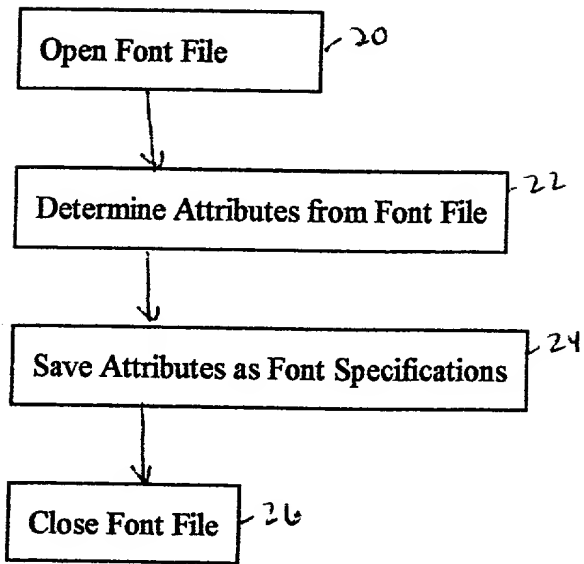 Open Font File
20
Determine Attributes from Font File
22
Save Attributes as Font Specifications
24
Close Font File
26